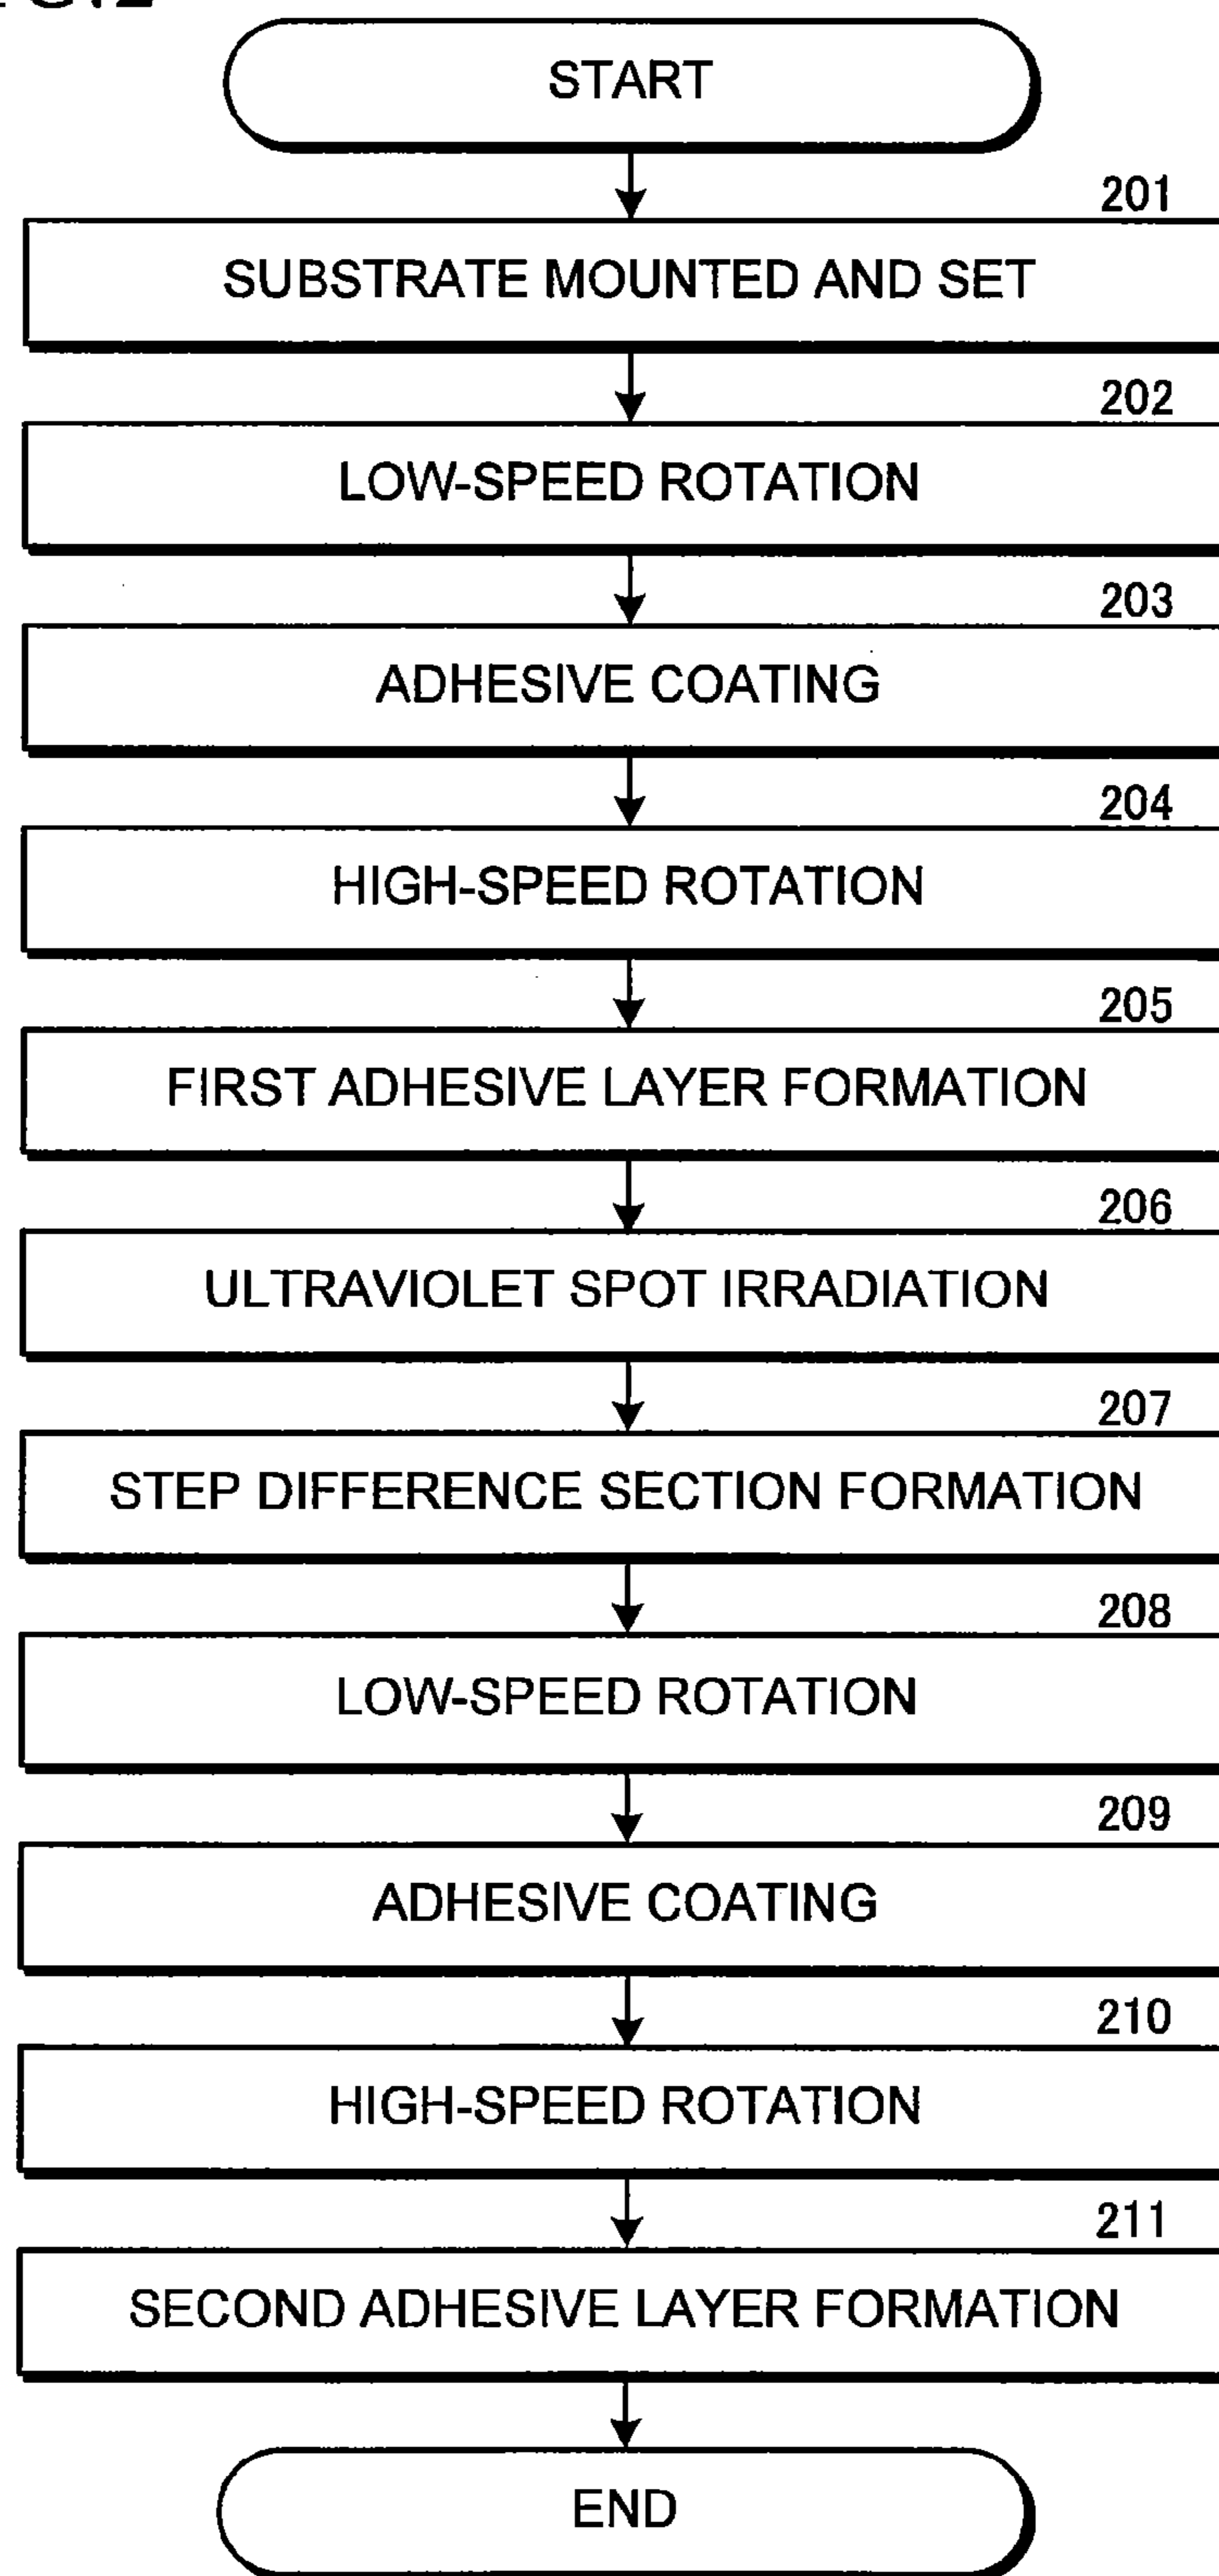 START
201
SUBSTRATE MOUNTED AND SET
202
LOW-SPEED ROTATION
203
ADHESIVE COATING
204
HIGH-SPEED ROTATION
205
FIRST ADHESIVE LAYER FORMATION
206
ULTRAVIOLET SPOT IRRADIATION
207
STEP DIFFERENCE SECTION FORMATION
208
LOW-SPEED ROTATION
209
ADHESIVE COATING
210
HIGH-SPEED ROTATION
211
SECOND ADHESIVE LAYER FORMATION
END